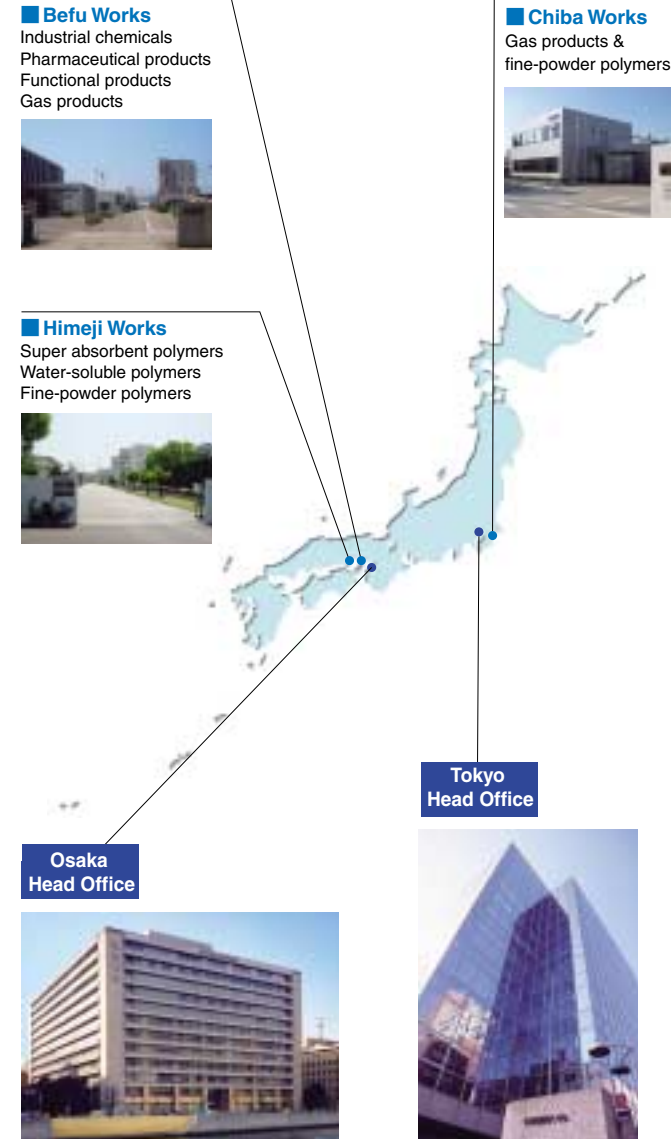 Befu Works
Industrial chemicals
Pharmaceutical products
Functional products
Gas products
Chiba Works
Gas products &
fine-powder polymers
Himeji Works
Super absorbent polymers
Water-soluble polymers
Fine-powder polymers
Tokyo
Head Office
Osaka
Head Office